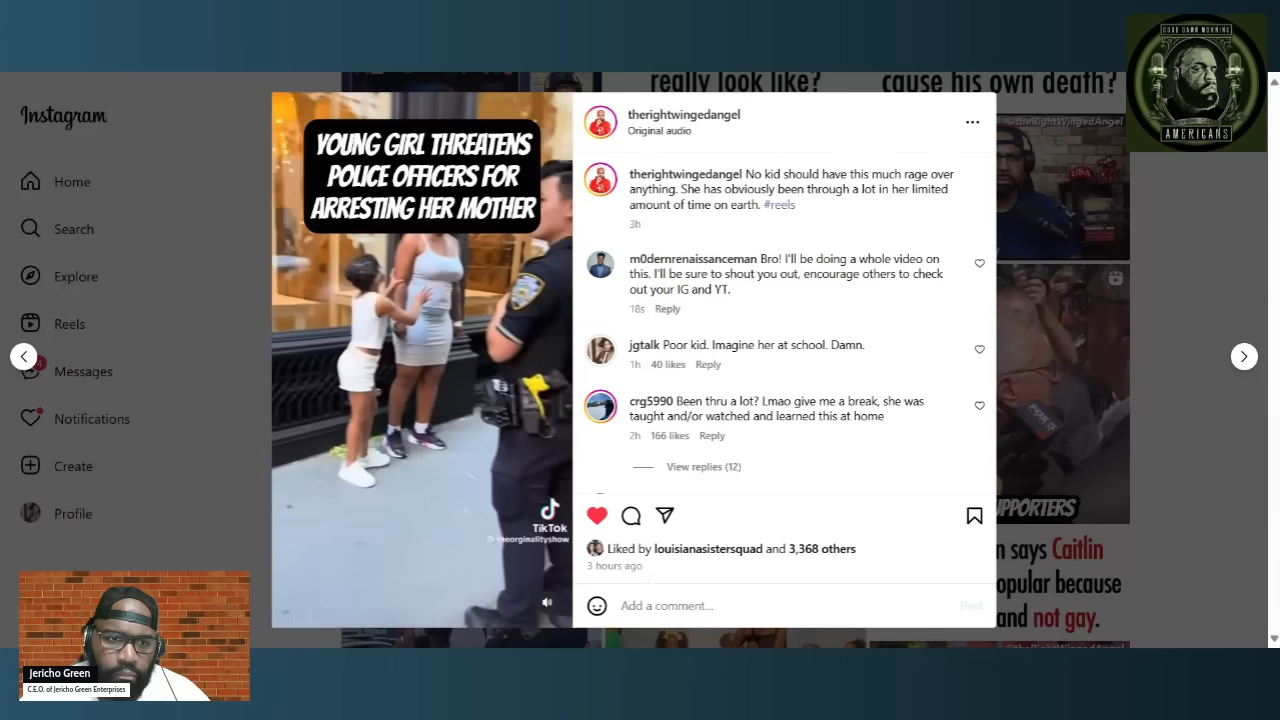 really look like?
cause his own death?
GOOD DAMN MORNING
AMERICANS
Instagram
Home
Search
Explore
Reels
Messages
Notifications
Create
Profile
YOUNG GIRL THREATENS
POLICE OFFICERS FOR
ARRESTING HER MOTHER
TikTok
@theorginalityshow
therightwingedangel
Original audio
therightwingedangel No kid should have this much rage over
anything. She has obviously been through a lot in her limited
amount of time on earth. #reels
3h
m0dernrenaissanceman Bro! I'll be doing a whole video on
this. I'll be sure to shout you out, encourage others to check
out your IG and YT.
18s Reply
jgtalk Poor kid. Imagine her at school. Damn.
1h 40 likes Reply
crg5990 Been thru a lot? Lmao give me a break, she was
taught and/or watched and learned this at home
2h 166 likes Reply
View replies (12)
Liked by louisianasistersquad and 3,368 others
3 hours ago
Add a comment...
Post
@theRightWingedAngel
USA
UPPORTERS
n says Caitlin
opular because
and not gay.
@theRightWingedAngel
Jericho Green
C.E.O. of Jericho Green Enterprises